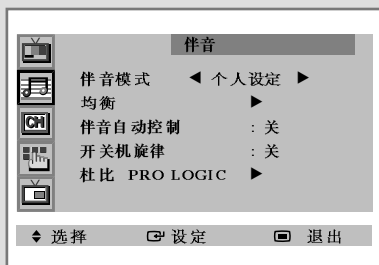 伴音
伴音模式 ◀ 个人设定 ▶
均衡 ▶
CH 伴音自动控制 : 关
开关机旋律 : 关
杜比 PRO LOGIC ▶
选择 设定 退出